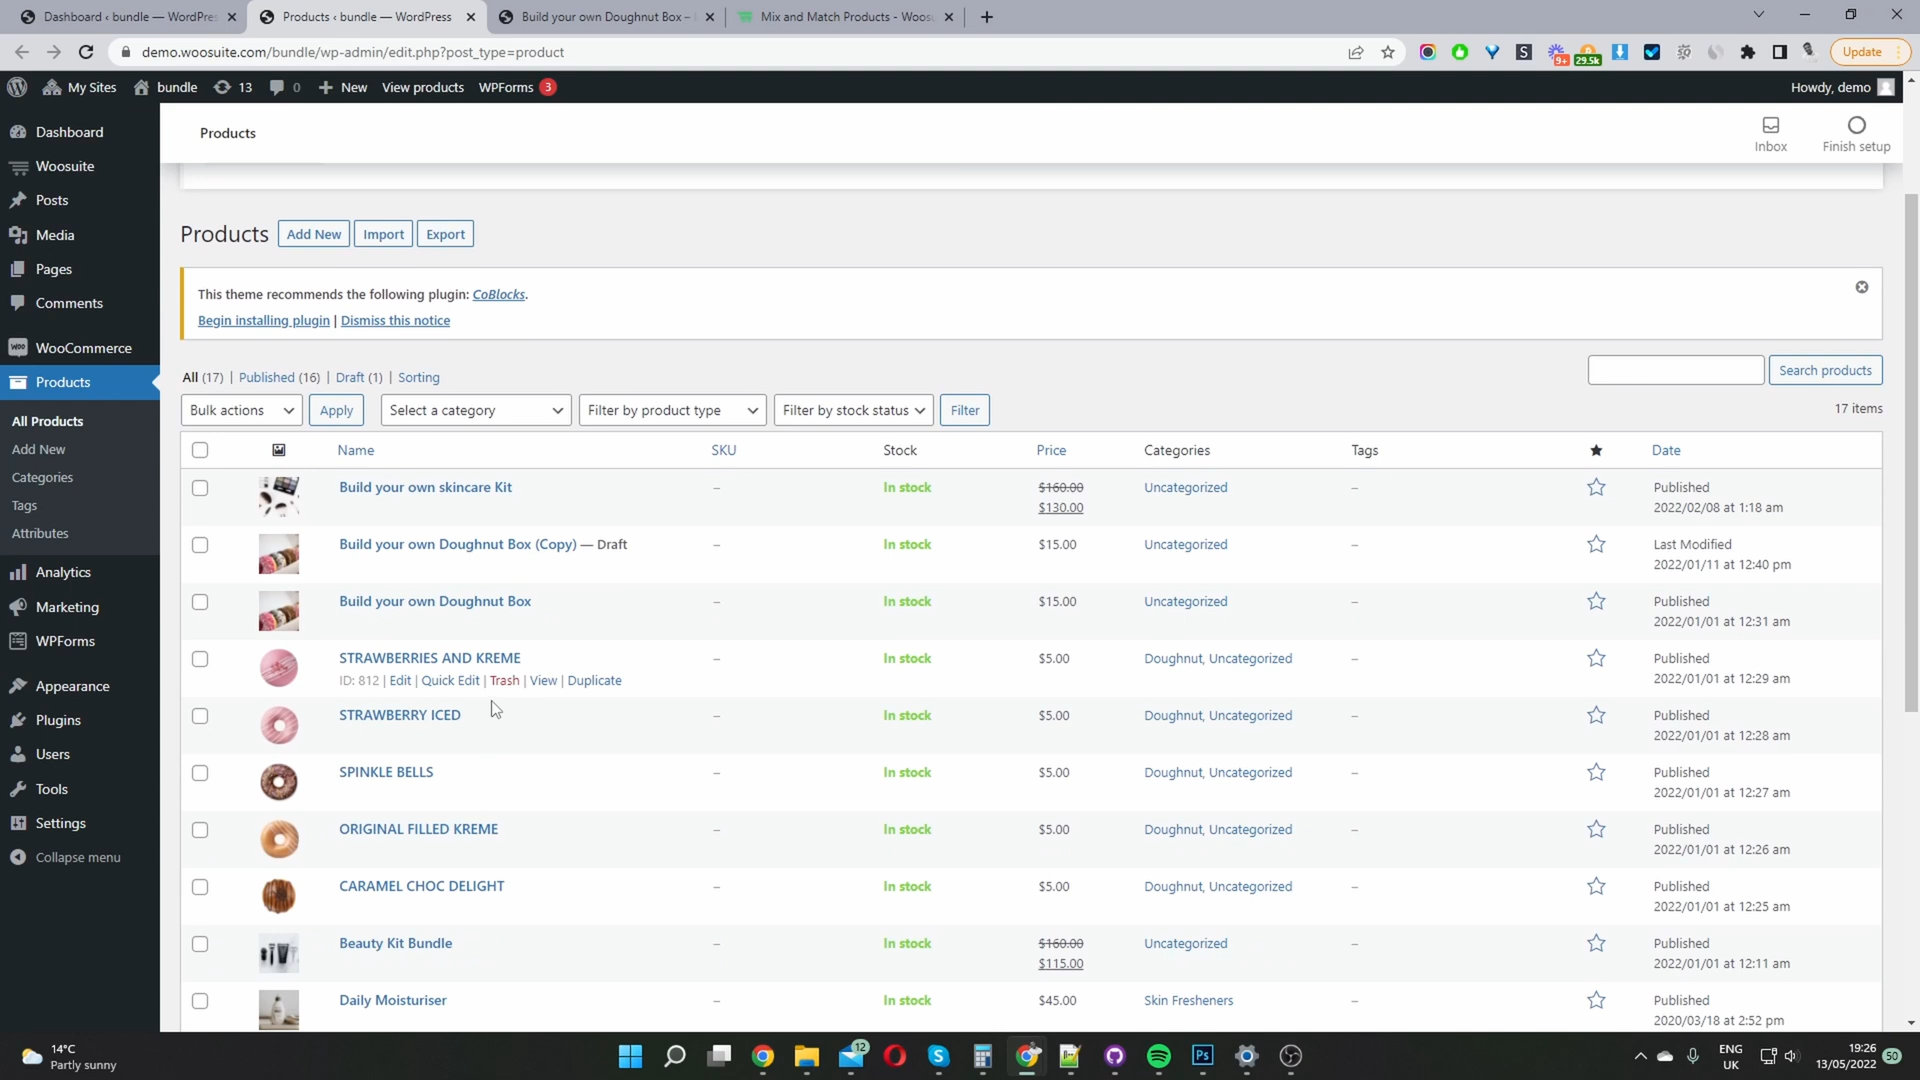 Dashboard ‹ bundle — WordPres
Products ‹ bundle — WordPress
Build your own Doughnut Box –
Mix and Match Products - Woosu
demo.woosuite.com/bundle/wp-admin/edit.php?post_type=product
9+
29.5k
Update
My Sites
bundle
13
0
New
View products
WPForms
3
Howdy, demo
Dashboard
Woosuite
Posts
Media
Pages
Comments
WooCommerce
Products
All Products
Add New
Categories
Tags
Attributes
Analytics
Marketing
WPForms
Appearance
Plugins
Users
Tools
Settings
Collapse menu
Products
Inbox
Finish setup
Products
Add New
Import
Export
This theme recommends the following plugin: CoBlocks.
Begin installing plugin | Dismiss this notice
All (17) | Published (16) | Draft (1) | Sorting
Search products
Bulk actions
Apply
Select a category
Filter by product type
Filter by stock status
Filter
17 items
Name SKU Stock Price Categories Tags Date
Build your own skincare Kit – In stock $160.00 Uncategorized – Published
$130.00 2022/02/08 at 1:18 am
Build your own Doughnut Box (Copy) — Draft – In stock $15.00 Uncategorized – Last Modified
2022/01/11 at 12:40 pm
Build your own Doughnut Box – In stock $15.00 Uncategorized – Published
2022/01/01 at 12:31 am
STRAWBERRIES AND KREME – In stock $5.00 Doughnut, Uncategorized – Published
ID: 812 | Edit | Quick Edit | Trash | View | Duplicate 2022/01/01 at 12:29 am
STRAWBERRY ICED – In stock $5.00 Doughnut, Uncategorized – Published
2022/01/01 at 12:28 am
SPINKLE BELLS – In stock $5.00 Doughnut, Uncategorized – Published
2022/01/01 at 12:27 am
ORIGINAL FILLED KREME – In stock $5.00 Doughnut, Uncategorized – Published
2022/01/01 at 12:26 am
CARAMEL CHOC DELIGHT – In stock $5.00 Doughnut, Uncategorized – Published
2022/01/01 at 12:25 am
Beauty Kit Bundle – In stock $160.00 Uncategorized – Published
$115.00 2022/01/01 at 12:11 am
Daily Moisturiser – In stock $45.00 Skin Fresheners – Published
2020/03/18 at 2:52 pm
14°C
Partly sunny
12
Ps
ENG
UK
19:26
13/05/2022
50